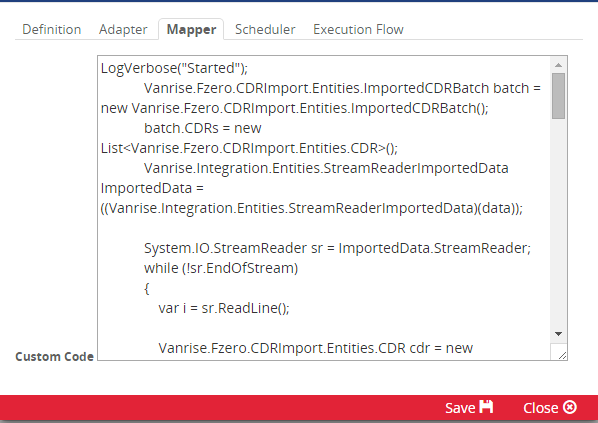 Definition Adapter Mapper Scheduler Execution Flow
LogVerbose("Started");
Vanrise.Fzero.CDRImport.Entities.ImportedCDRBatch batch =
new Vanrise.Fzero.CDRImport.Entities.ImportedCDRBatch();
batch.CDRs = new
List<Vanrise.Fzero.CDRImport.Entities.CDR>();
Vanrise.Integration.Entities.StreamReaderImportedData
ImportedData =
((Vanrise.Integration.Entities.StreamReaderImportedData)(data));
System.IO.StreamReader sr = ImportedData.StreamReader;
while (!sr.EndOfStream)
{
var i = sr.ReadLine();
Vanrise.Fzero.CDRImport.Entities.CDR cdr = new
Custom Code
Save Close